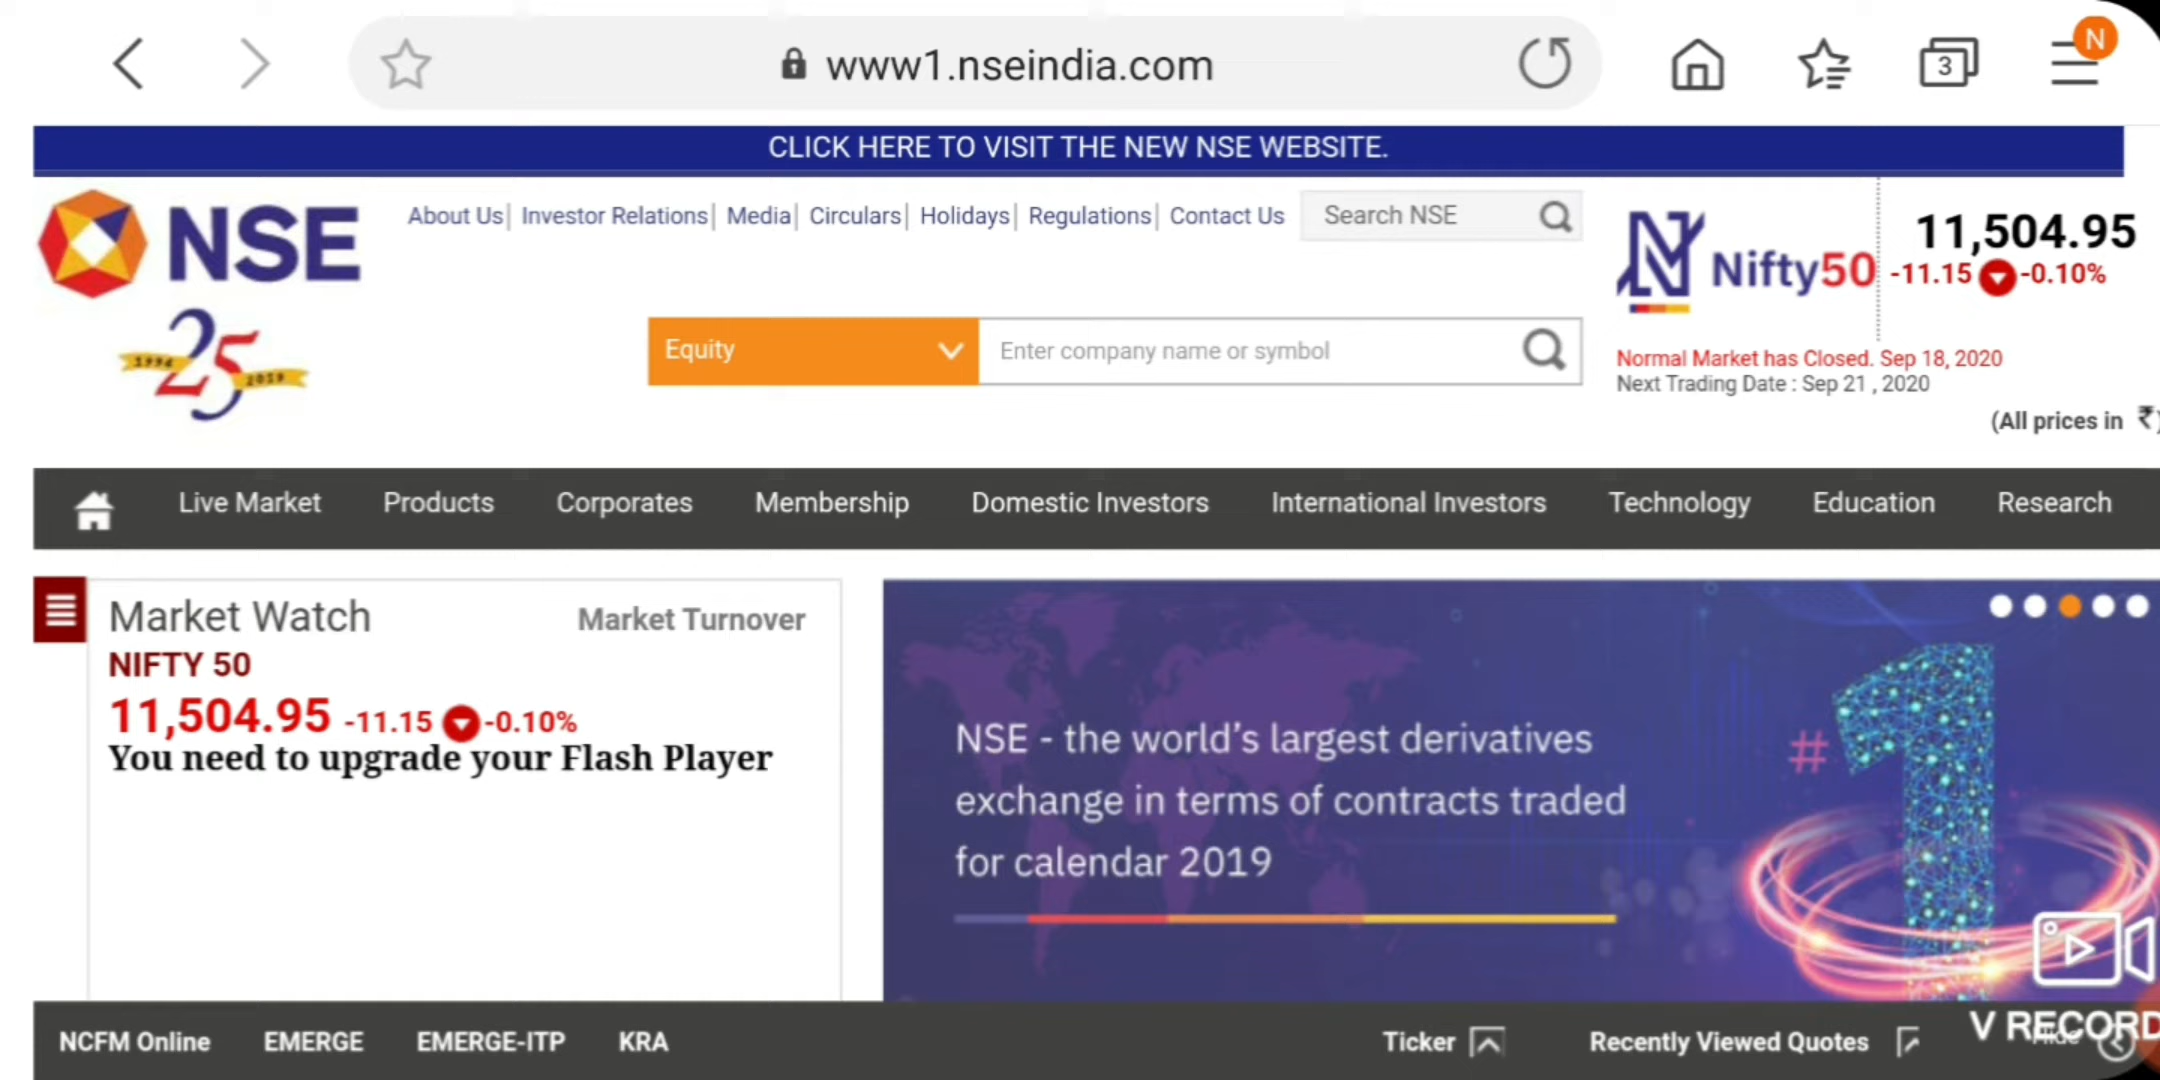 www1.nseindia.com
3
N
CLICK HERE TO VISIT THE NEW NSE WEBSITE.
NSE
About Us| Investor Relations| Media| Circulars| Holidays| Regulations| Contact Us
Search NSE
Nifty50
11,504.95
-11.15 -0.10%
1994 25 2019
Equity
Enter company name or symbol
Normal Market has Closed. Sep 18, 2020
Next Trading Date : Sep 21 , 2020
(All prices in ₹)
Live Market Products Corporates Membership Domestic Investors International Investors Technology Education Research
Market Watch
Market Turnover
NIFTY 50
11,504.95 -11.15 -0.10%
You need to upgrade your Flash Player
NSE - the world's largest derivatives
exchange in terms of contracts traded
for calendar 2019
#1
NCFM Online EMERGE EMERGE-ITP KRA
Ticker
Recently Viewed Quotes
Hide
V RECORD